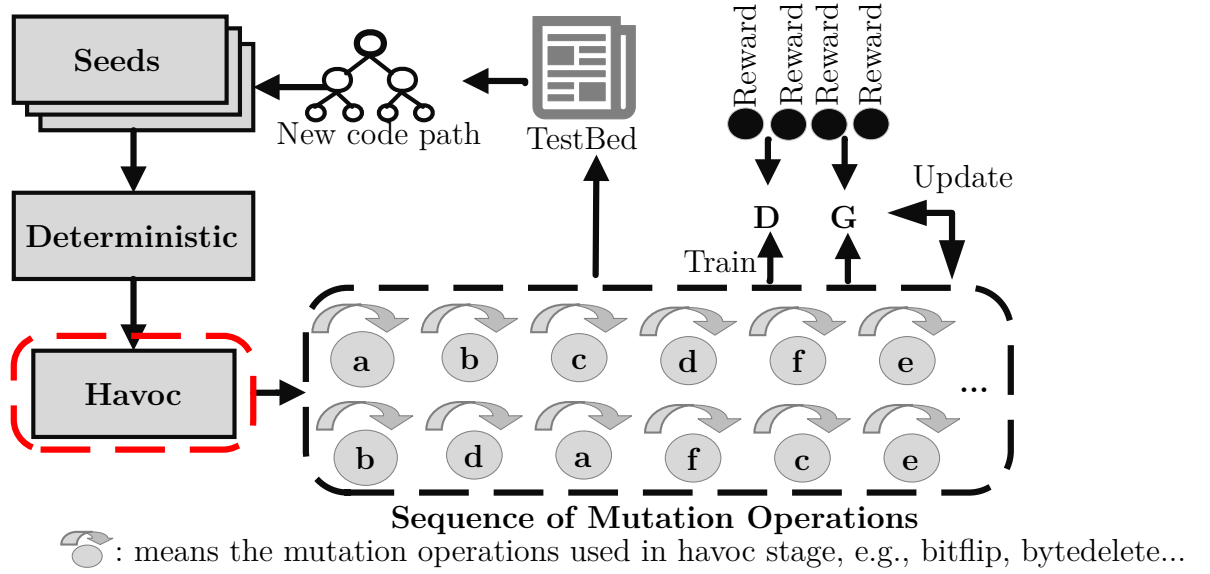 Seeds
New code path
TestBed
Reward
Reward
Reward
Reward
Deterministic
D
G
Update
Train
Havoc
a
b
c
d
f
e
...
b
d
a
f
c
e
Sequence of Mutation Operations
: means the mutation operations used in havoc stage, e.g., bitflip, bytedelete...